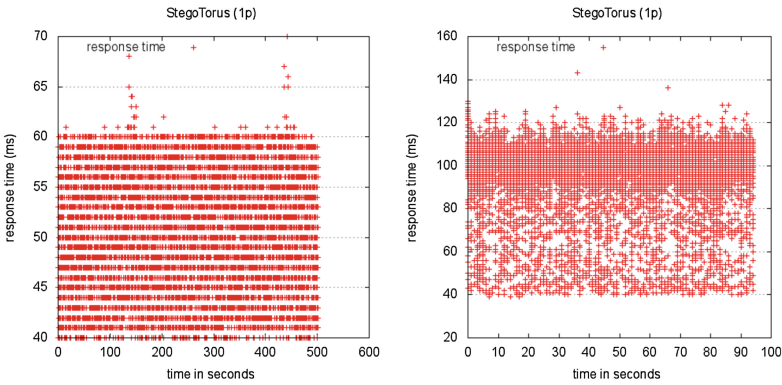 StegoTorus (1p)
response time
response time (ms)
70
65
60
55
50
45
40
0 100 200 300 400 500 600
time in seconds
StegoTorus (1p)
response time
response time (ms)
160
140
120
100
80
60
40
20
0 10 20 30 40 50 60 70 80 90 100
time in seconds